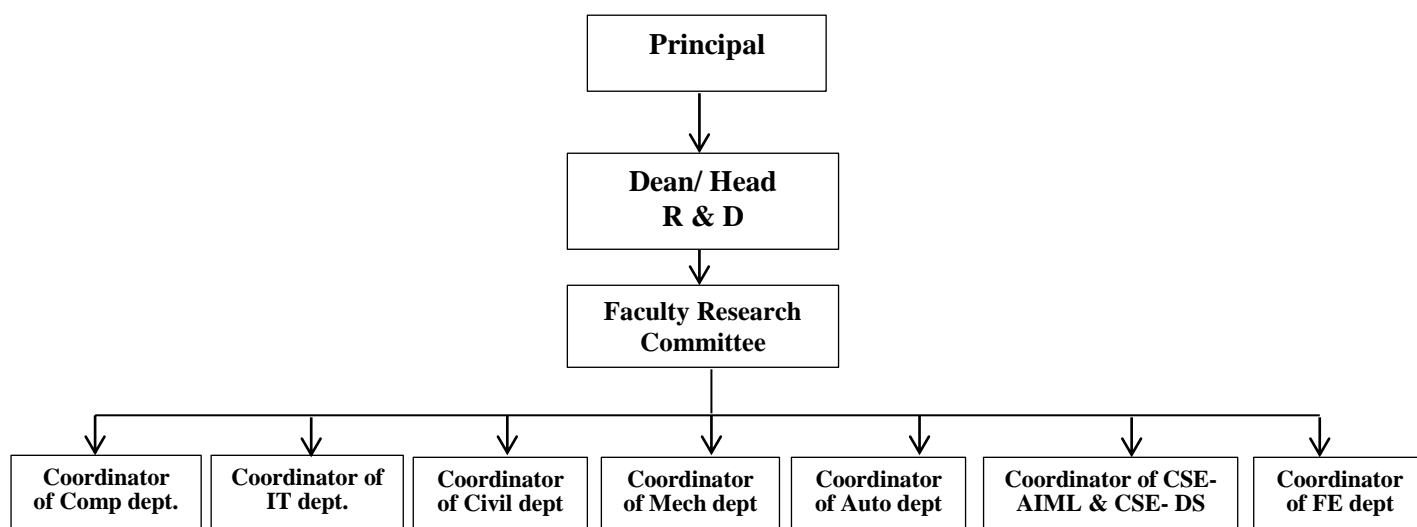 Principal
Dean/ Head
R & D
Faculty Research
Committee
Coordinator
of Comp dept.
Coordinator of
IT dept.
Coordinator
of Civil dept
Coordinator
of Mech dept
Coordinator
of Auto dept
Coordinator of CSE-
AIML & CSE- DS
Coordinator
of FE dept